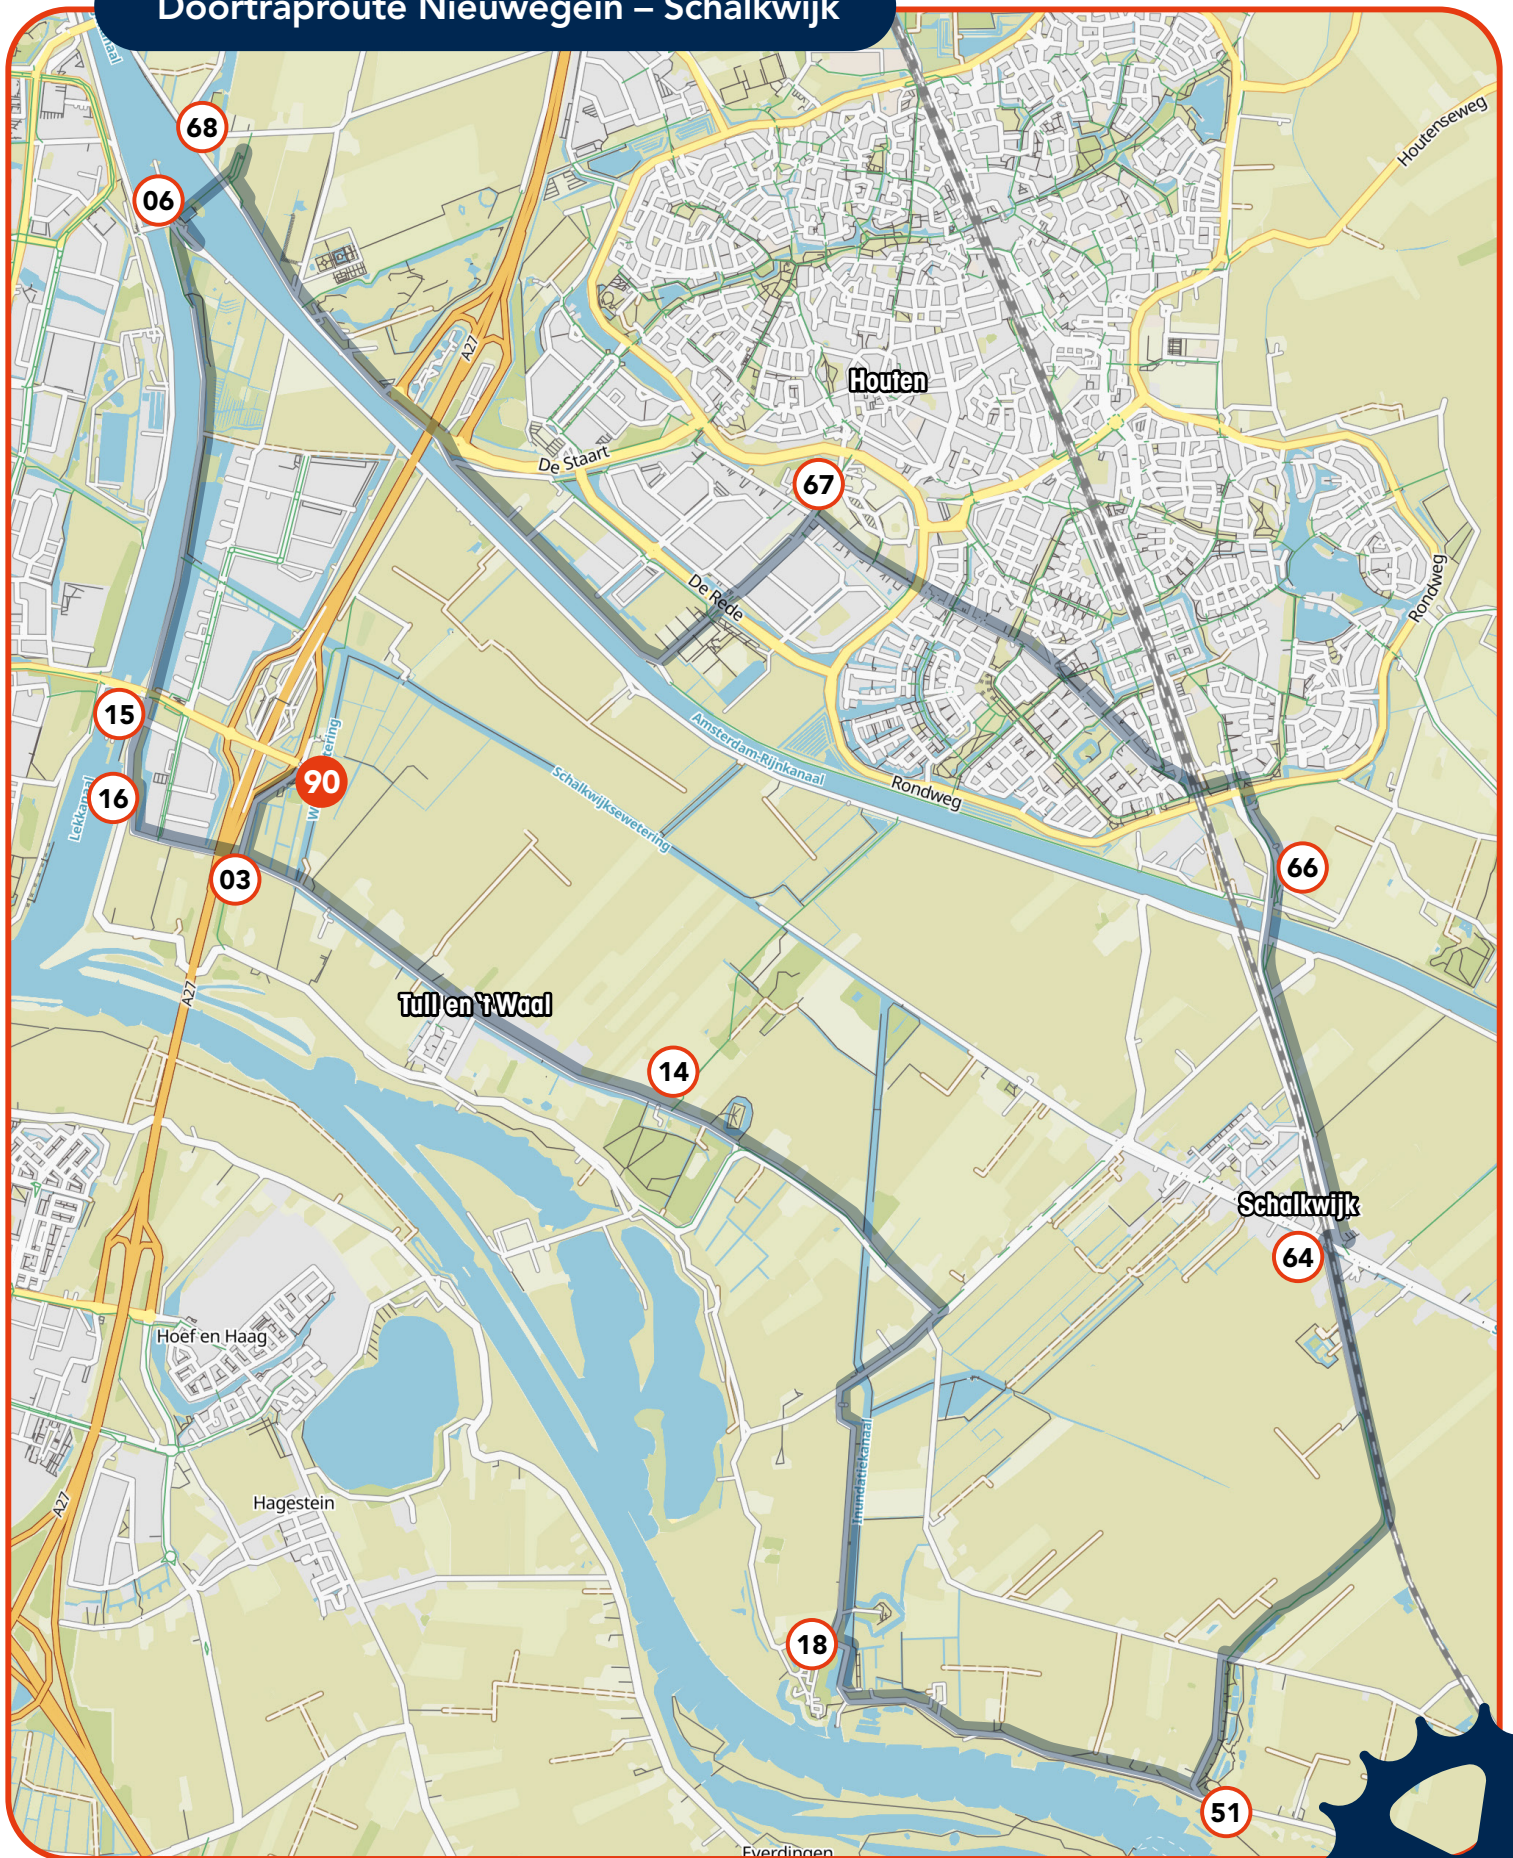 Doortraproute Nieuwegein – Schalkwijk
68
Houtenseweg
06
A27
Houten
De Staart
67
De Rede
Rondweg
15
Amsterdam-Rijnkanaal
90
Schalkwijksewetering
Rondweg
16
Lekkanaal
03
66
A27
Tull en 't Waal
14
Schalkwijk
64
Hoef en Haag
Inundatiekanaal
A27
Hagestein
18
51
Everdingen